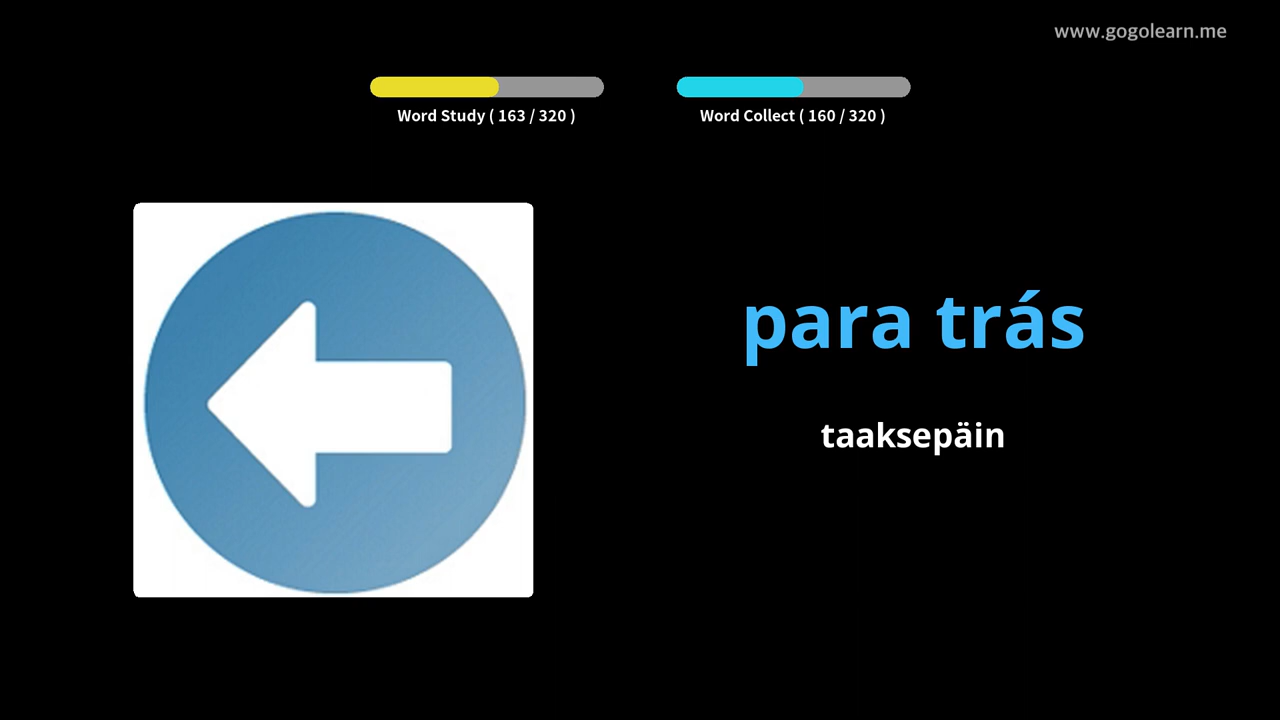 www.gogolearn.me
Word Study ( 163 / 320 )
Word Collect ( 160 / 320 )
para trás
taaksepäin